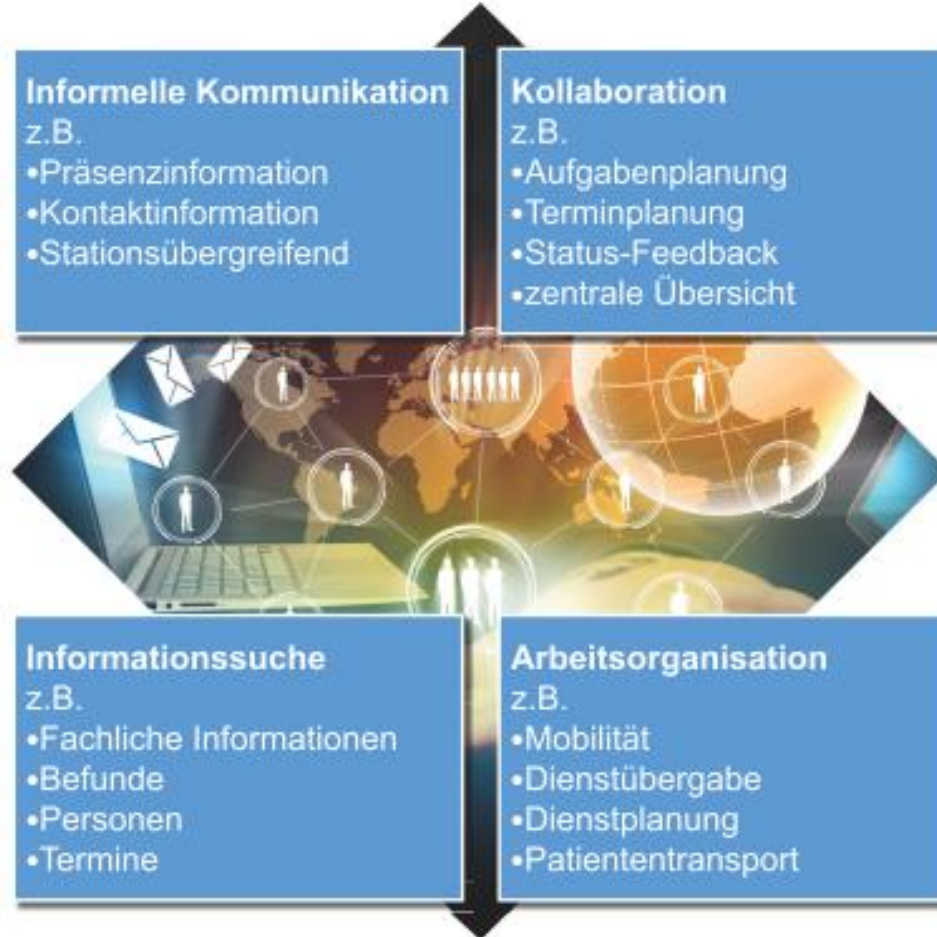 Informelle Kommunikation
z.B.
•Präsenzinformation
•Kontaktinformation
•Stationsübergreifend
Kollaboration
z.B.
•Aufgabenplanung
•Terminplanung
•Status-Feedback
•zentrale Übersicht
Informationssuche
z.B.
•Fachliche Informationen
•Befunde
•Personen
•Termine
Arbeitsorganisation
z.B.
•Mobilität
•Dienstübergabe
•Dienstplanung
•Patiententransport